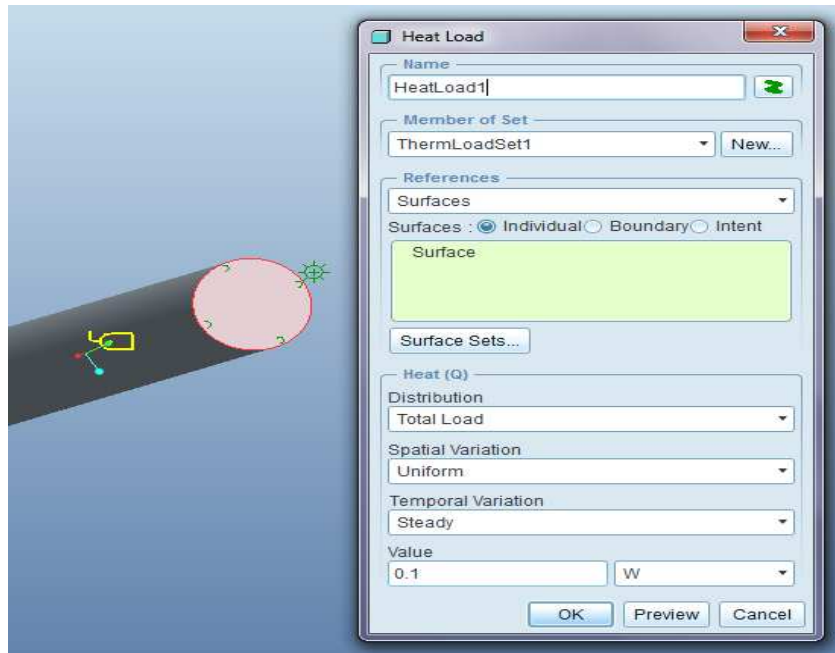 Heat Load
Name
HeatLoad1
Member of Set
ThermLoadSet1
New...
References
Surfaces
Surfaces : Individual Boundary Intent
Surface
Surface Sets...
Heat (Q)
Distribution
Total Load
Spatial Variation
Uniform
Temporal Variation
Steady
Value
0.1 W
OK Preview Cancel